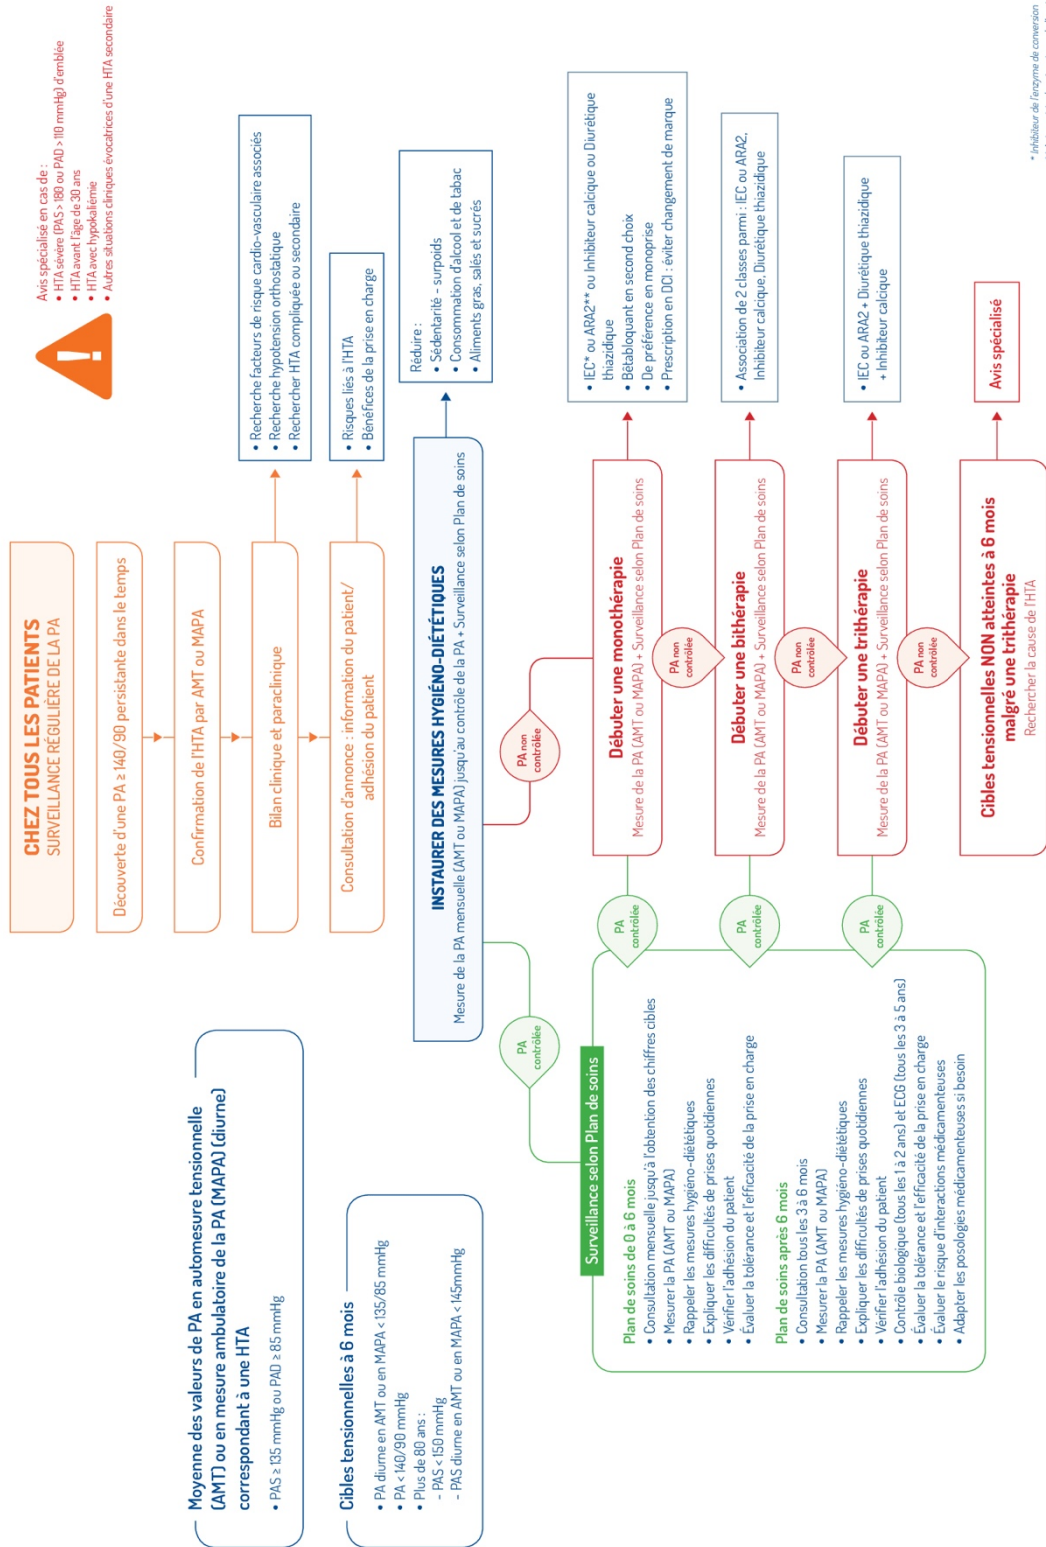 CHEZ TOUS LES PATIENTS
SURVEILLANCE RÉGULIÈRE DE LA PA
Découverte d'une PA ≥ 140/90 persistante dans le temps
Confirmation de l'HTA par AMT ou MAPA
Bilan clinique et paraclinique
Consultation d'annonce : information du patient/
adhésion du patient
Avis spécialisé en cas de :
• HTA sévère (PAS > 180 ou PAD > 110 mmHg) d'emblée
• HTA avant l'âge de 30 ans
• HTA avec hypokaliémie
• Autres situations cliniques évocatrices d'une HTA secondaire
• Recherche facteurs de risque cardio-vasculaire associés
• Recherche hypotension orthostatique
• Rechercher HTA compliquée ou secondaire
• Risques liés à l'HTA
• Bénéfices de la prise en charge
Moyenne des valeurs de PA en automesure tensionnelle
(AMT) ou en mesure ambulatoire de la PA (MAPA) (diurne)
correspondant à une HTA
• PAS ≥ 135 mmHg ou PAD ≥ 85 mmHg
Cibles tensionnelles à 6 mois
• PA diurne en AMT ou en MAPA < 135/85 mmHg
• PA < 140/90 mmHg
• Plus de 80 ans :
- PAS < 150 mmHg
- PAS diurne en AMT ou en MAPA < 145mmHg
INSTAURER DES MESURES HYGIÉNO-DIÉTÉTIQUES
Mesure de la PA mensuelle (AMT ou MAPA) jusqu'au contrôle de la PA + Surveillance selon Plan de soins
Réduire :
• Sédentarité - surpoids
• Consommation d'alcool et de tabac
• Aliments gras, salés et sucrés
PA
contrôlée
PA non
contrôlée
Surveillance selon Plan de soins
Plan de soins de 0 à 6 mois
• Consultation mensuelle jusqu'à l'obtention des chiffres cibles
• Mesurer la PA (AMT ou MAPA)
• Rappeler les mesures hygiéno-diététiques
• Expliquer les difficultés de prises quotidiennes
• Vérifier l'adhésion du patient
• Évaluer la tolérance et l'efficacité de la prise en charge
Plan de soins après 6 mois
• Consultation tous les 3 à 6 mois
• Mesurer la PA (AMT ou MAPA)
• Rappeler les mesures hygiéno-diététiques
• Expliquer les difficultés de prises quotidiennes
• Vérifier l'adhésion du patient
• Contrôle biologique (tous les 1 à 2 ans) et ECG (tous les 3 à 5 ans)
• Évaluer la tolérance et l'efficacité de la prise en charge
• Évaluer le risque d'interactions médicamenteuses
• Adapter les posologies médicamenteuses si besoin
PA
contrôlée
Débuter une monothérapie
Mesure de la PA (AMT ou MAPA) + Surveillance selon Plan de soins
• IEC* ou ARA2** ou Inhibiteur calcique ou Diurétique
thiazidique
• Bêtabloquant en second choix
• De préférence en monoprise
• Prescription en DCI : éviter changement de marque
PA non
contrôlée
PA
contrôlée
Débuter une bithérapie
Mesure de la PA (AMT ou MAPA) + Surveillance selon Plan de soins
• Association de 2 classes parmi : IEC ou ARA2,
Inhibiteur calcique, Diurétique thiazidique
PA non
contrôlée
PA
contrôlée
Débuter une trithérapie
Mesure de la PA (AMT ou MAPA) + Surveillance selon Plan de soins
• IEC ou ARA2 + Diurétique thiazidique
+ Inhibiteur calcique
PA non
contrôlée
Cibles tensionnelles NON atteintes à 6 mois
malgré une trithérapie
Rechercher la cause de l'HTA
Avis spécialisé
* Inhibiteur de l'enzyme de conversion